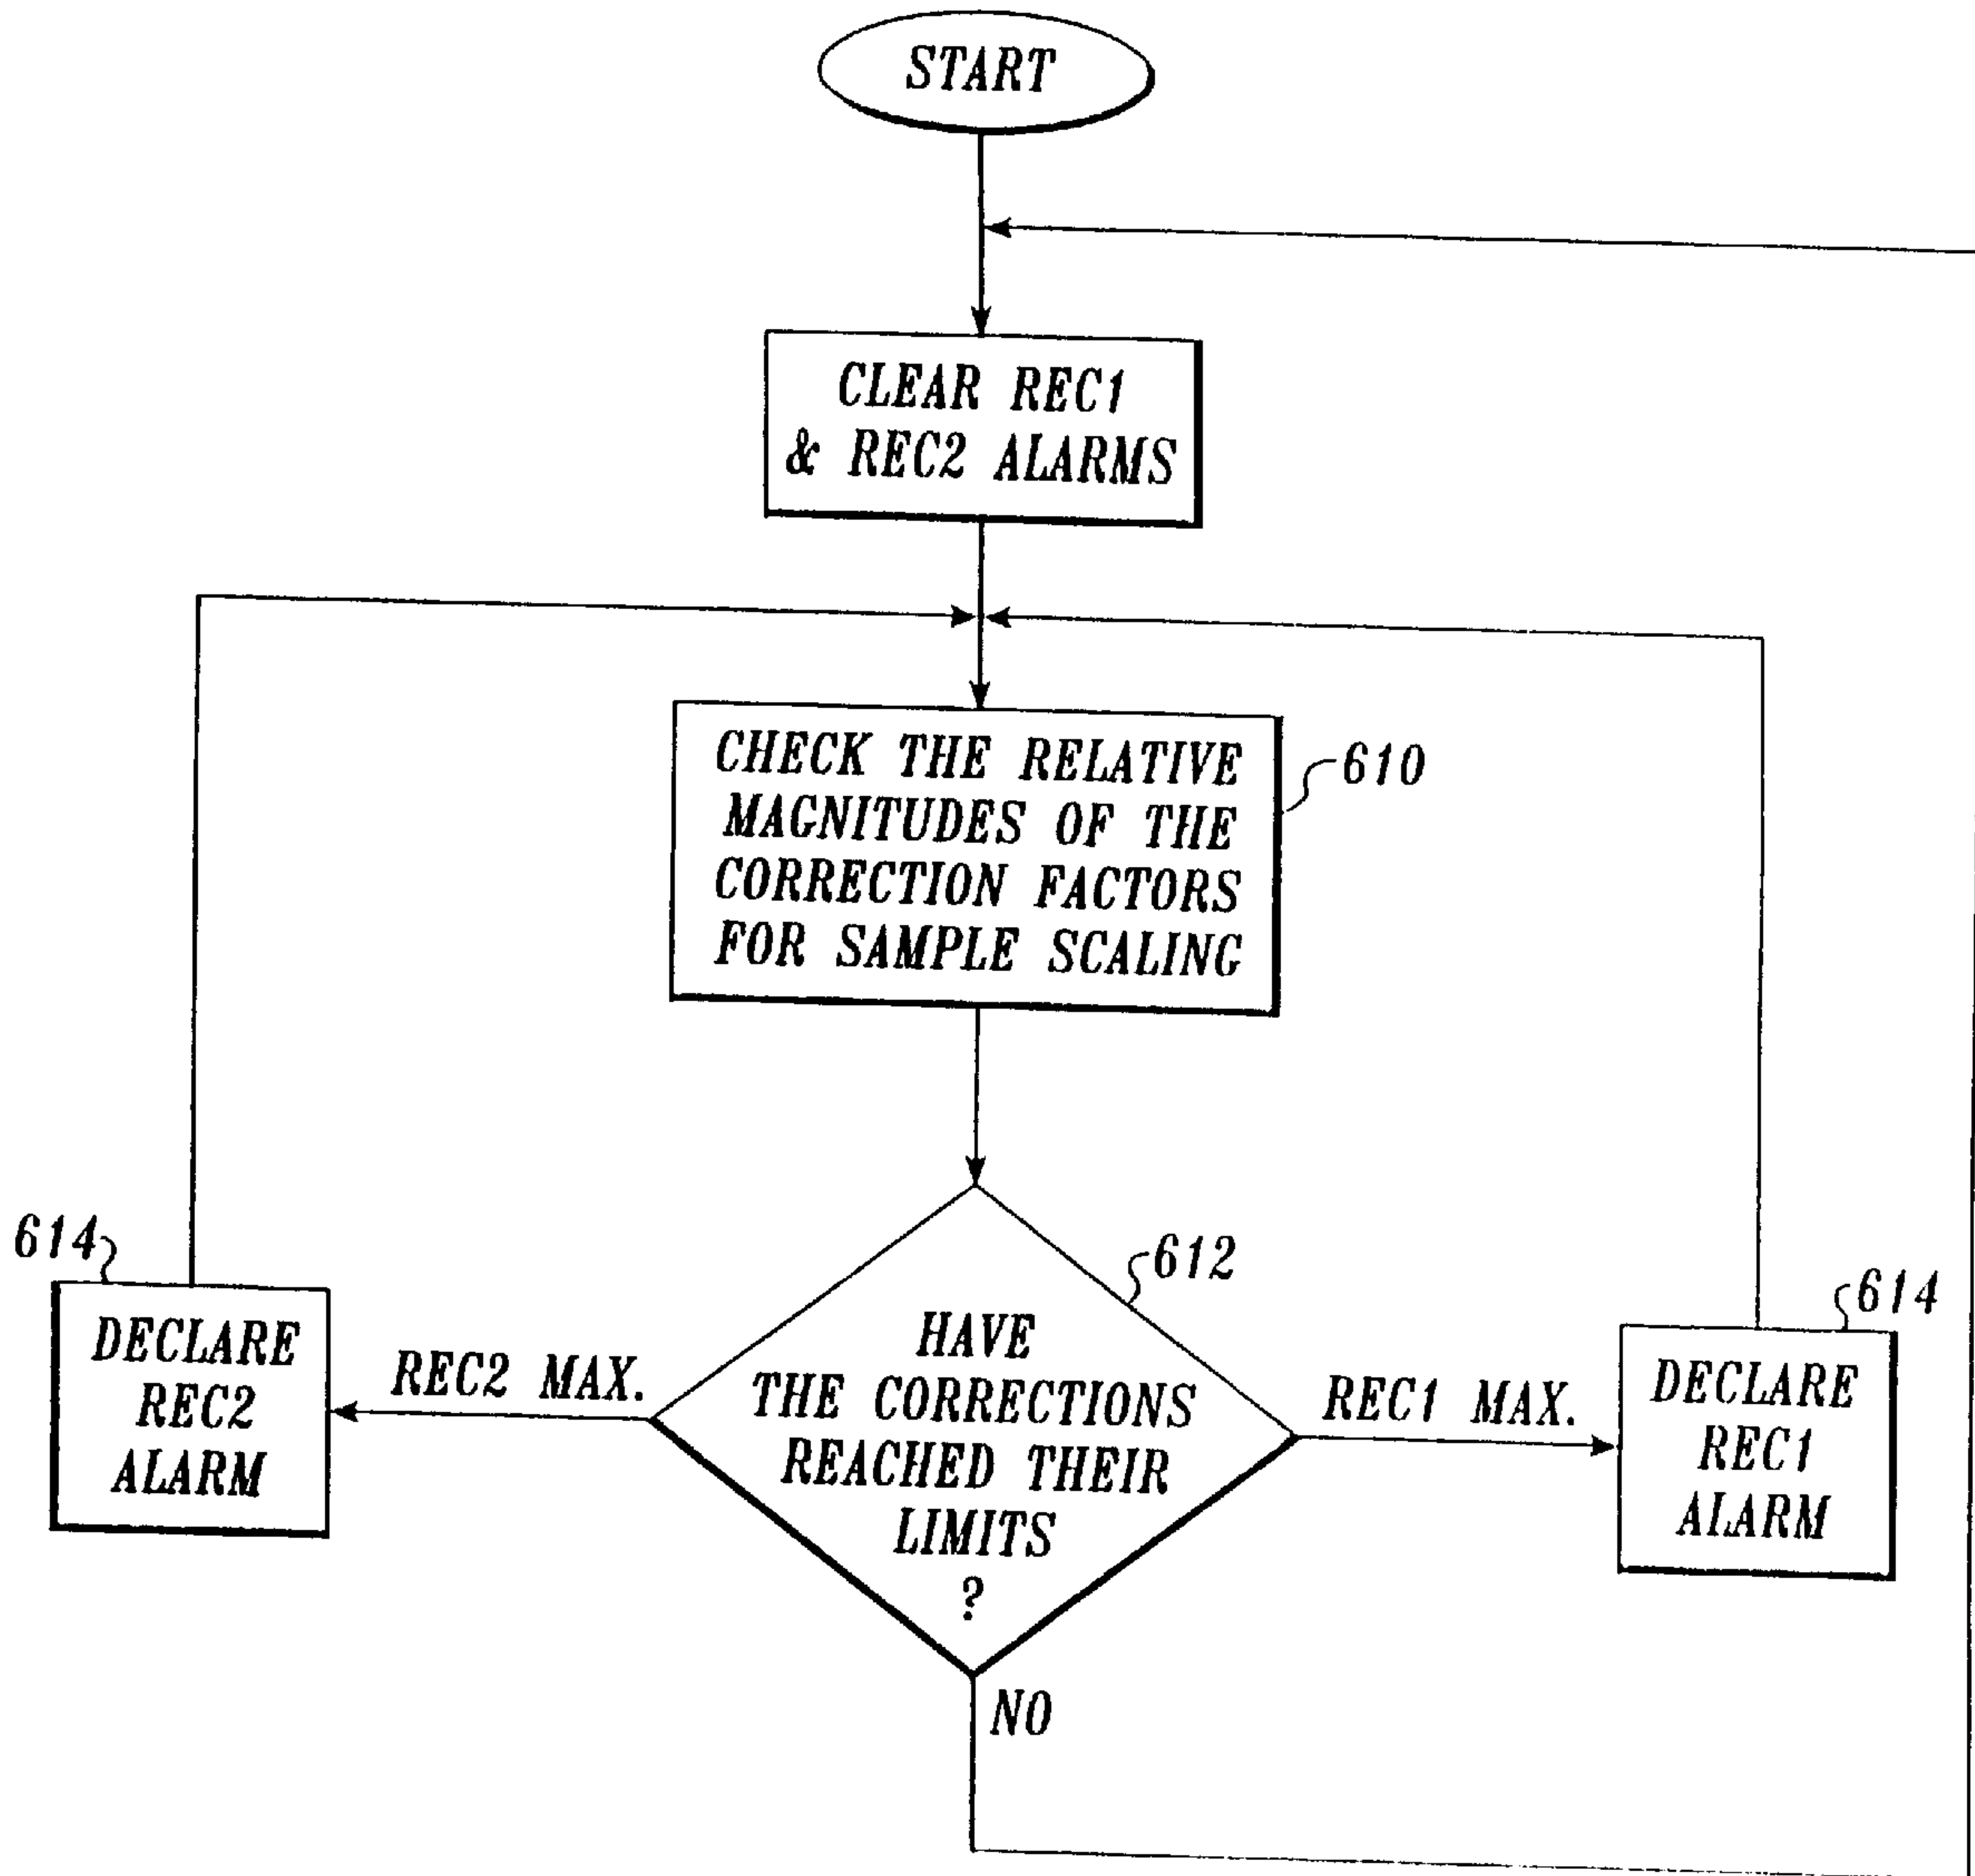 START
CLEAR REC1
& REC2 ALARMS
CHECK THE RELATIVE
MAGNITUDES OF THE
CORRECTION FACTORS
FOR SAMPLE SCALING
610
614
DECLARE
REC2
ALARM
REC2 MAX.
612
HAVE
THE CORRECTIONS
REACHED THEIR
LIMITS
?
REC1 MAX.
614
DECLARE
REC1
ALARM
NO